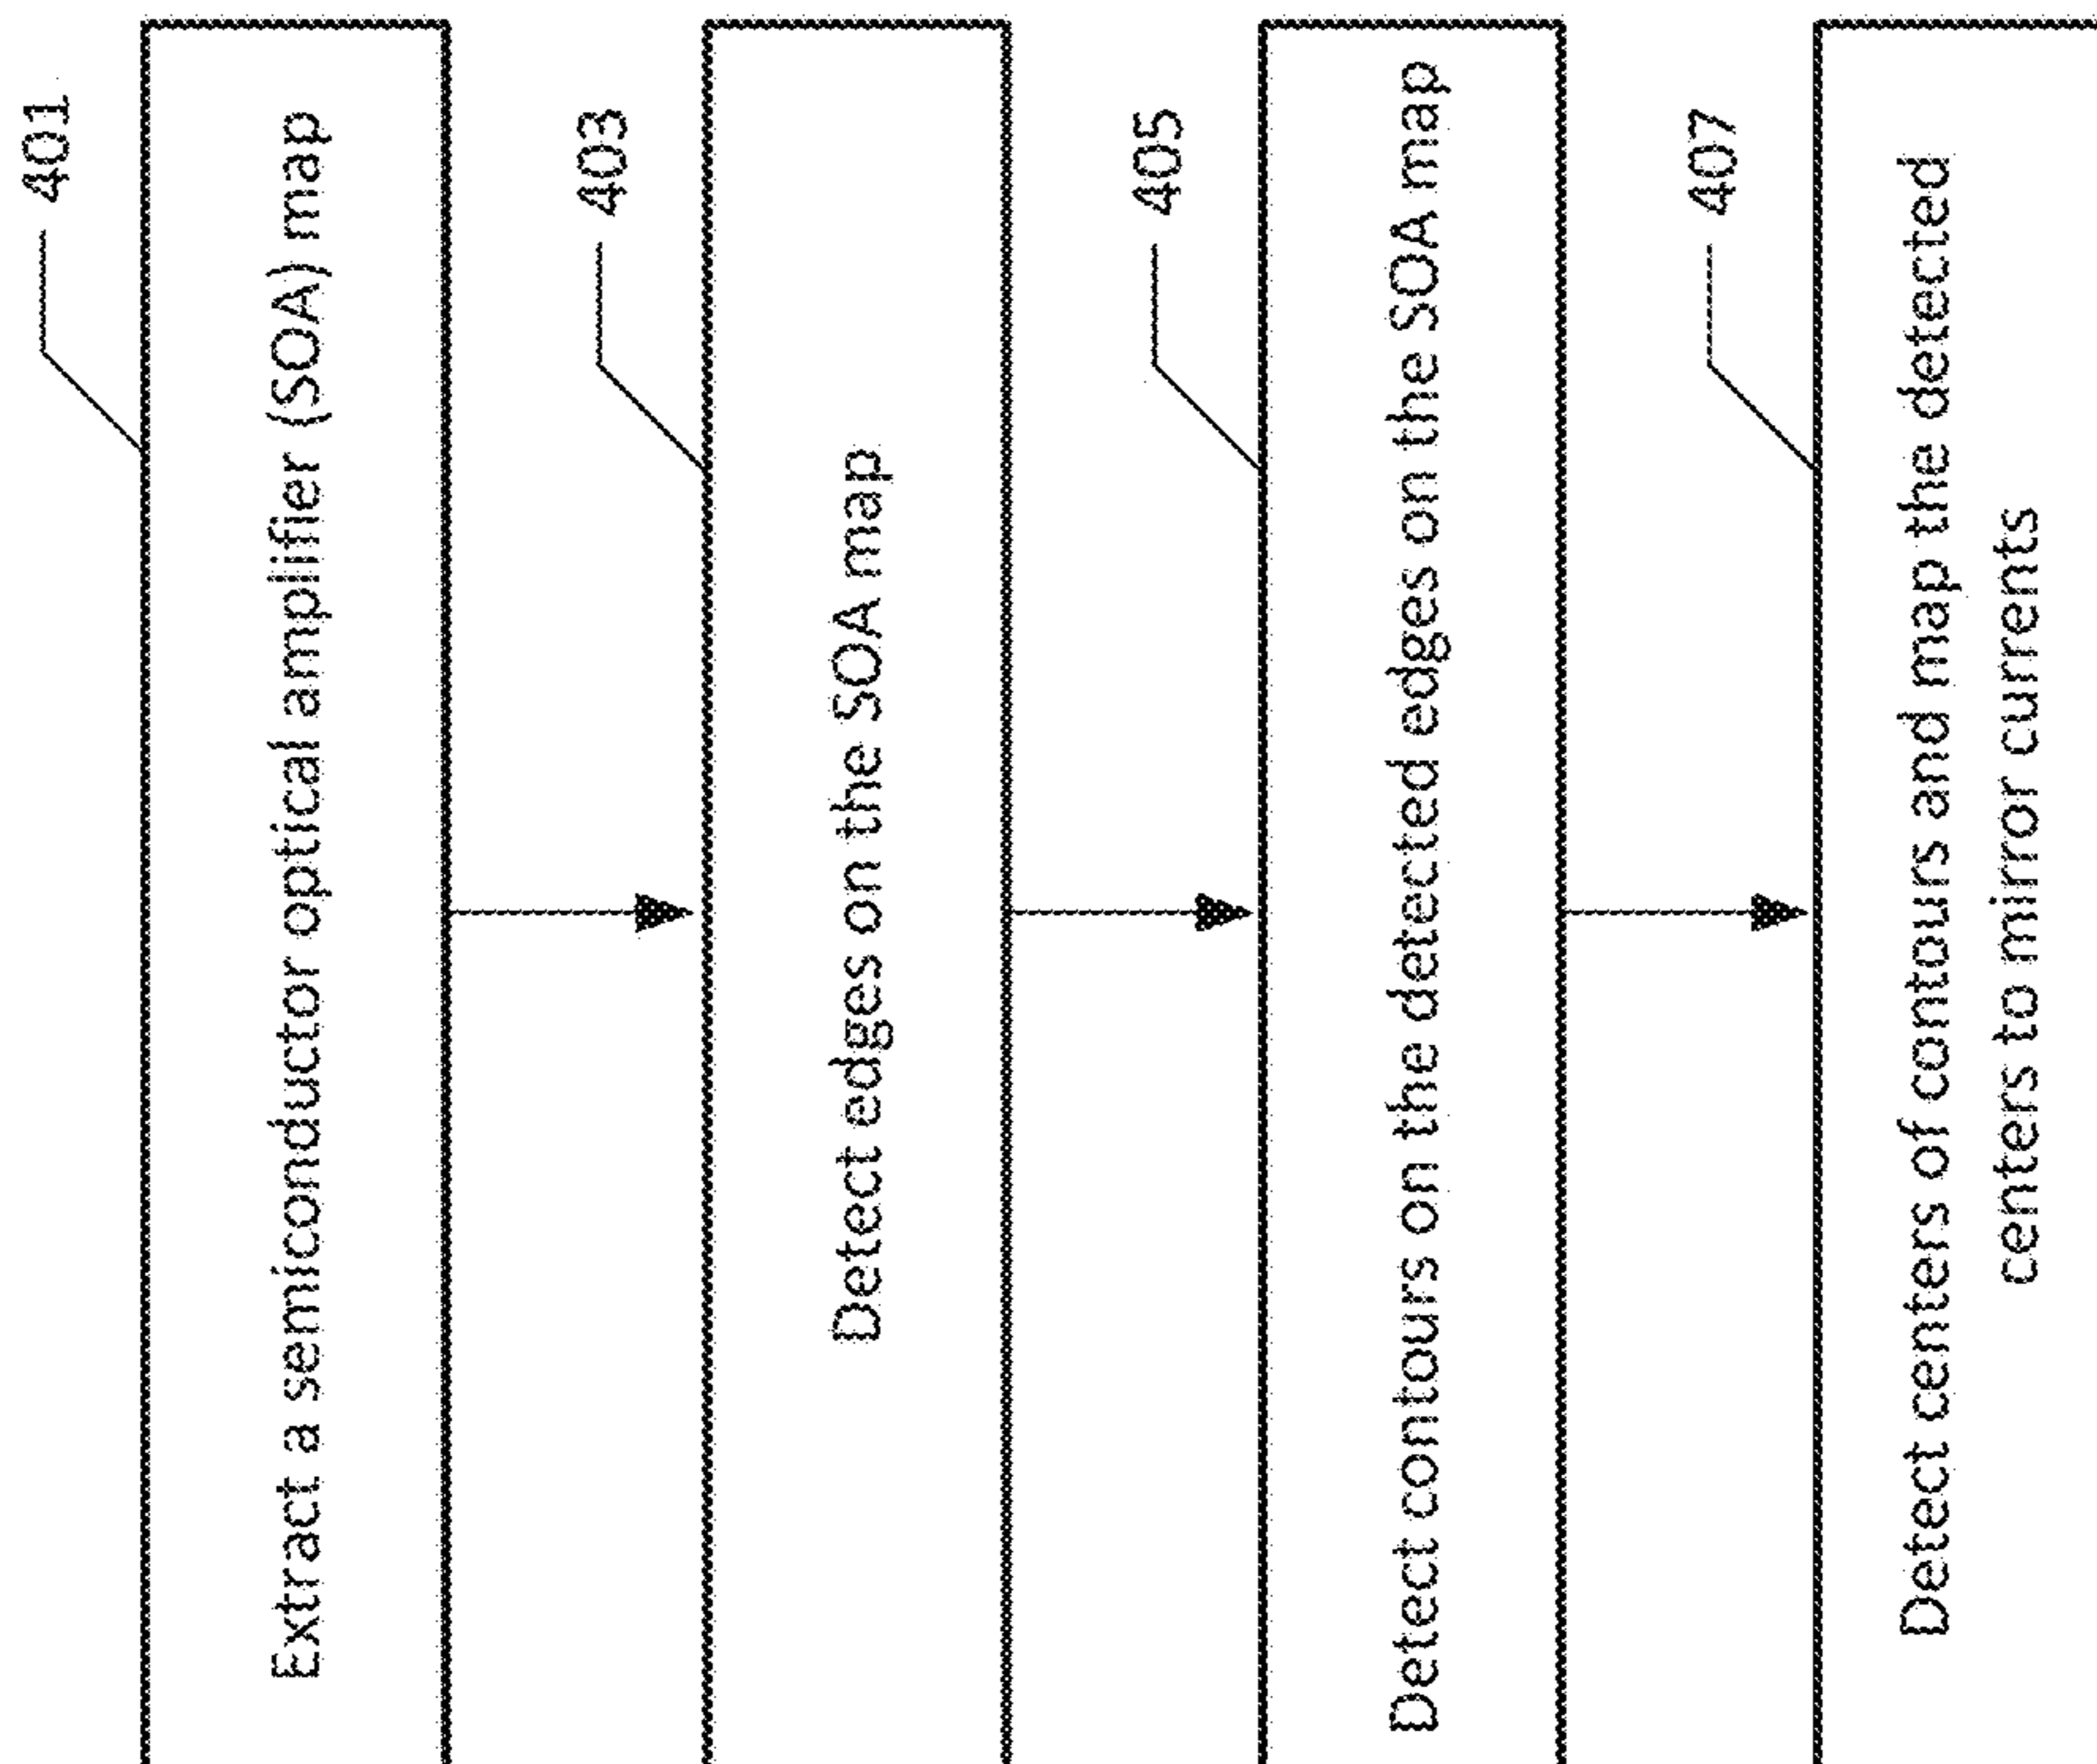 401
Extract a semiconductor optical amplifier (SOA) map
403
Detect edges on the SOA map
405
Detect contours on the detected edges on the SOA map
407
Detect centers of contours and map the detected
centers to mirror currents